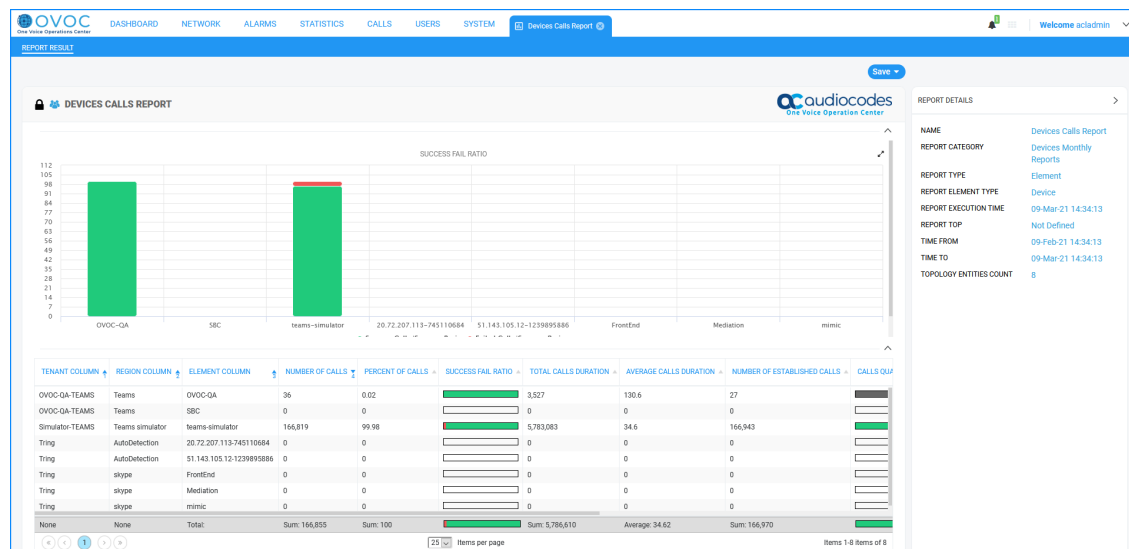 OVOC
One Voice Operations Center
DASHBOARD NETWORK ALARMS STATISTICS CALLS USERS SYSTEM Devices Calls Report
Welcome acladmin
REPORT RESULT
Save
DEVICES CALLS REPORT
audiocodes
One Voice Operation Center
SUCCESS FAIL RATIO
112
105
98
91
84
77
70
63
56
49
42
35
28
21
14
7
0
OVOC-QA SBC teams-simulator 20.72.207.113-745110684 51.143.105.12-1239895886 FrontEnd Mediation mimic
TENANT COLUMN REGION COLUMN ELEMENT COLUMN NUMBER OF CALLS PERCENT OF CALLS SUCCESS FAIL RATIO TOTAL CALLS DURATION AVERAGE CALLS DURATION NUMBER OF ESTABLISHED CALLS CALLS QUA
OVOC-QA-TEAMS Teams OVOC-QA 36 0.02 3,527 130.6 27
OVOC-QA-TEAMS Teams SBC 0 0 0 0 0
Simulator-TEAMS Teams simulator teams-simulator 166,819 99.98 5,783,083 34.6 166,943
Tring AutoDetection 20.72.207.113-745110684 0 0 0 0 0
Tring AutoDetection 51.143.105.12-1239895886 0 0 0 0 0
Tring skype FrontEnd 0 0 0 0 0
Tring skype Mediation 0 0 0 0 0
Tring skype mimic 0 0 0 0 0
None None Total: Sum: 166,855 Sum: 100 Sum: 5,786,610 Average: 34.62 Sum: 166,970
1 25 Items per page Items 1-8 items of 8
REPORT DETAILS
NAME Devices Calls Report
REPORT CATEGORY Devices Monthly
Reports
REPORT TYPE Element
REPORT ELEMENT TYPE Device
REPORT EXECUTION TIME 09-Mar-21 14:34:13
REPORT TOP Not Defined
TIME FROM 09-Feb-21 14:34:13
TIME TO 09-Mar-21 14:34:13
TOPOLOGY ENTITIES COUNT 8